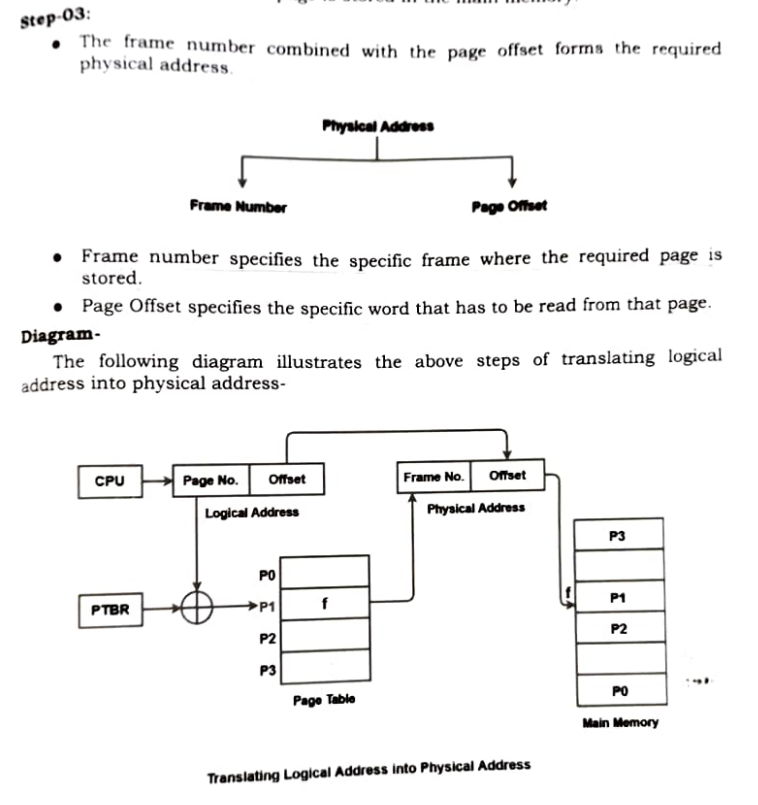 Step-03:
• The frame number combined with the page offset forms the required
physical address.
Physical Address
Frame Number
Page Offset
• Frame number specifies the specific frame where the required page is
stored.
• Page Offset specifies the specific word that has to be read from that page.
Diagram-
The following diagram illustrates the above steps of translating logical
address into physical address-
CPU
Page No. Offset
Logical Address
Frame No. Offset
Physical Address
PTBR
P0
P1 f
P2
P3
Page Table
f
P3
P1
P2
P0
Main Memory
Translating Logical Address into Physical Address